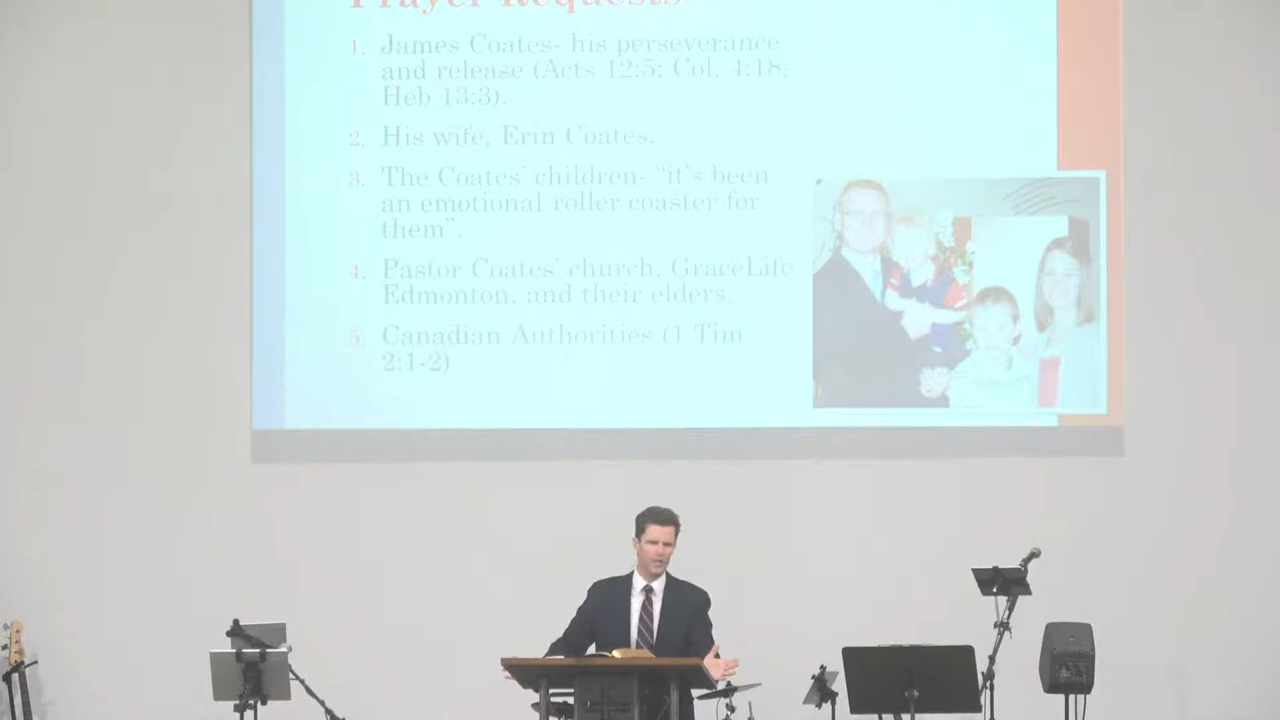 Prayer Requests
1. James Coates- his perseverance
and release (Acts 12:5; Col. 4:18;
Heb 13:3).
2. His wife, Erin Coates.
3. The Coates' children- "it's been
an emotional roller coaster for
them".
4. Pastor Coates' church, GraceLife
Edmonton, and their elders.
5. Canadian Authorities (1 Tim
2:1-2)